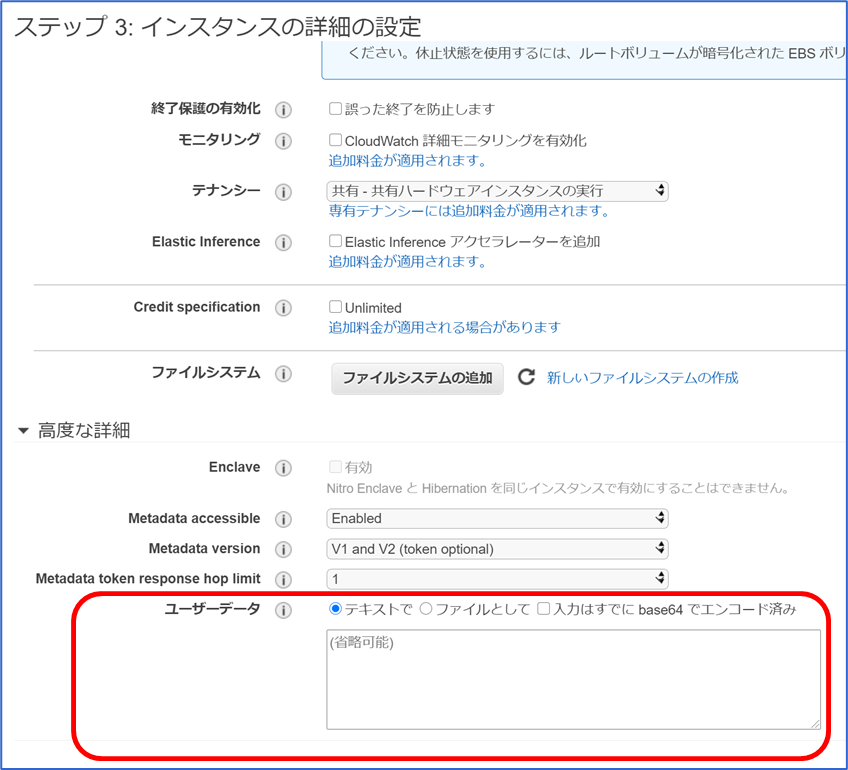 ステップ 3: インスタンスの詳細の設定
ください。休止状態を使用するには、ルートボリュームが暗号化された EBS ボリ
終了保護の有効化 誤った終了を防止します
モニタリング CloudWatch 詳細モニタリングを有効化
追加料金が適用されます。
テナンシー 共有 - 共有ハードウェアインスタンスの実行
専有テナンシーには追加料金が適用されます。
Elastic Inference Elastic Inference アクセラレーターを追加
追加料金が適用されます。
Credit specification Unlimited
追加料金が適用される場合があります
ファイルシステム ファイルシステムの追加 新しいファイルシステムの作成
高度な詳細
Enclave 有効
Nitro Enclave と Hibernation を同じインスタンスで有効にすることはできません。
Metadata accessible Enabled
Metadata version V1 and V2 (token optional)
Metadata token response hop limit 1
ユーザーデータ テキストで ファイルとして 入力はすでに base64 でエンコード済み
(省略可能)